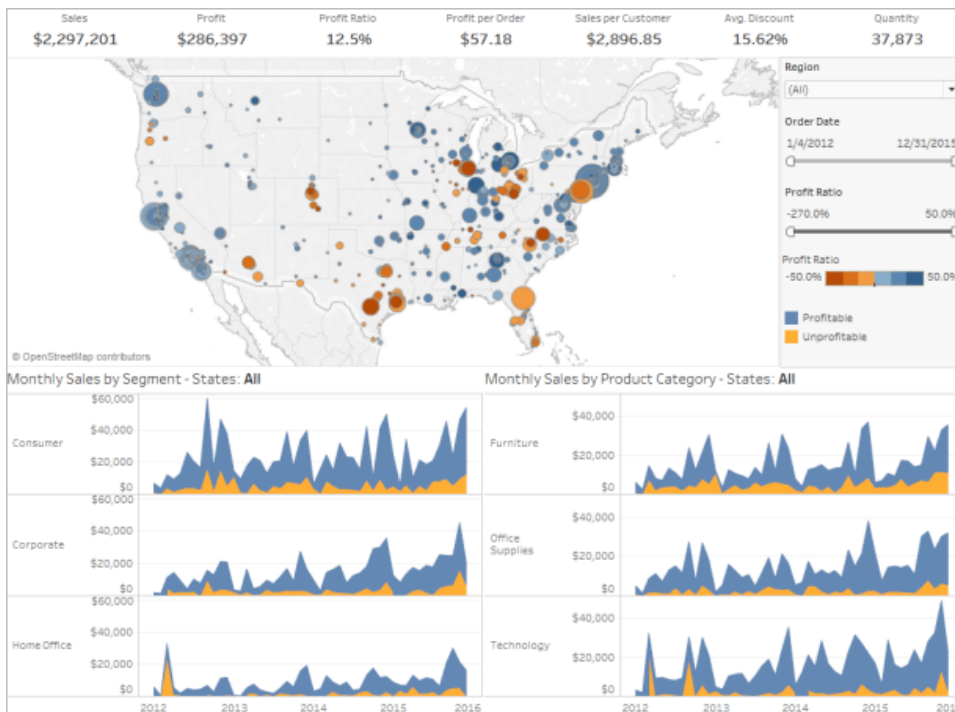 Sales Profit Profit Ratio Profit per Order Sales per Customer Avg. Discount Quantity
$2,297,201 $286,397 12.5% $57.18 $2,896.85 15.62% 37,873
Region
(All)
Order Date
1/4/2012 12/31/2015
Profit Ratio
-270.0% 50.0%
Profit Ratio
-50.0% 50.0%
Profitable
Unprofitable
© OpenStreetMap contributors
Monthly Sales by Segment - States: All
$60,000
Consumer
$40,000
$20,000
$0
$60,000
Corporate
$40,000
$20,000
$0
$60,000
Home Office
$40,000
$20,000
$0
2012 2013 2014 2015 2016
Monthly Sales by Product Category - States: All
$40,000
Furniture
$20,000
$0
$40,000
Office
Supplies
$20,000
$0
$40,000
Technology
$20,000
$0
2012 2013 2014 2015